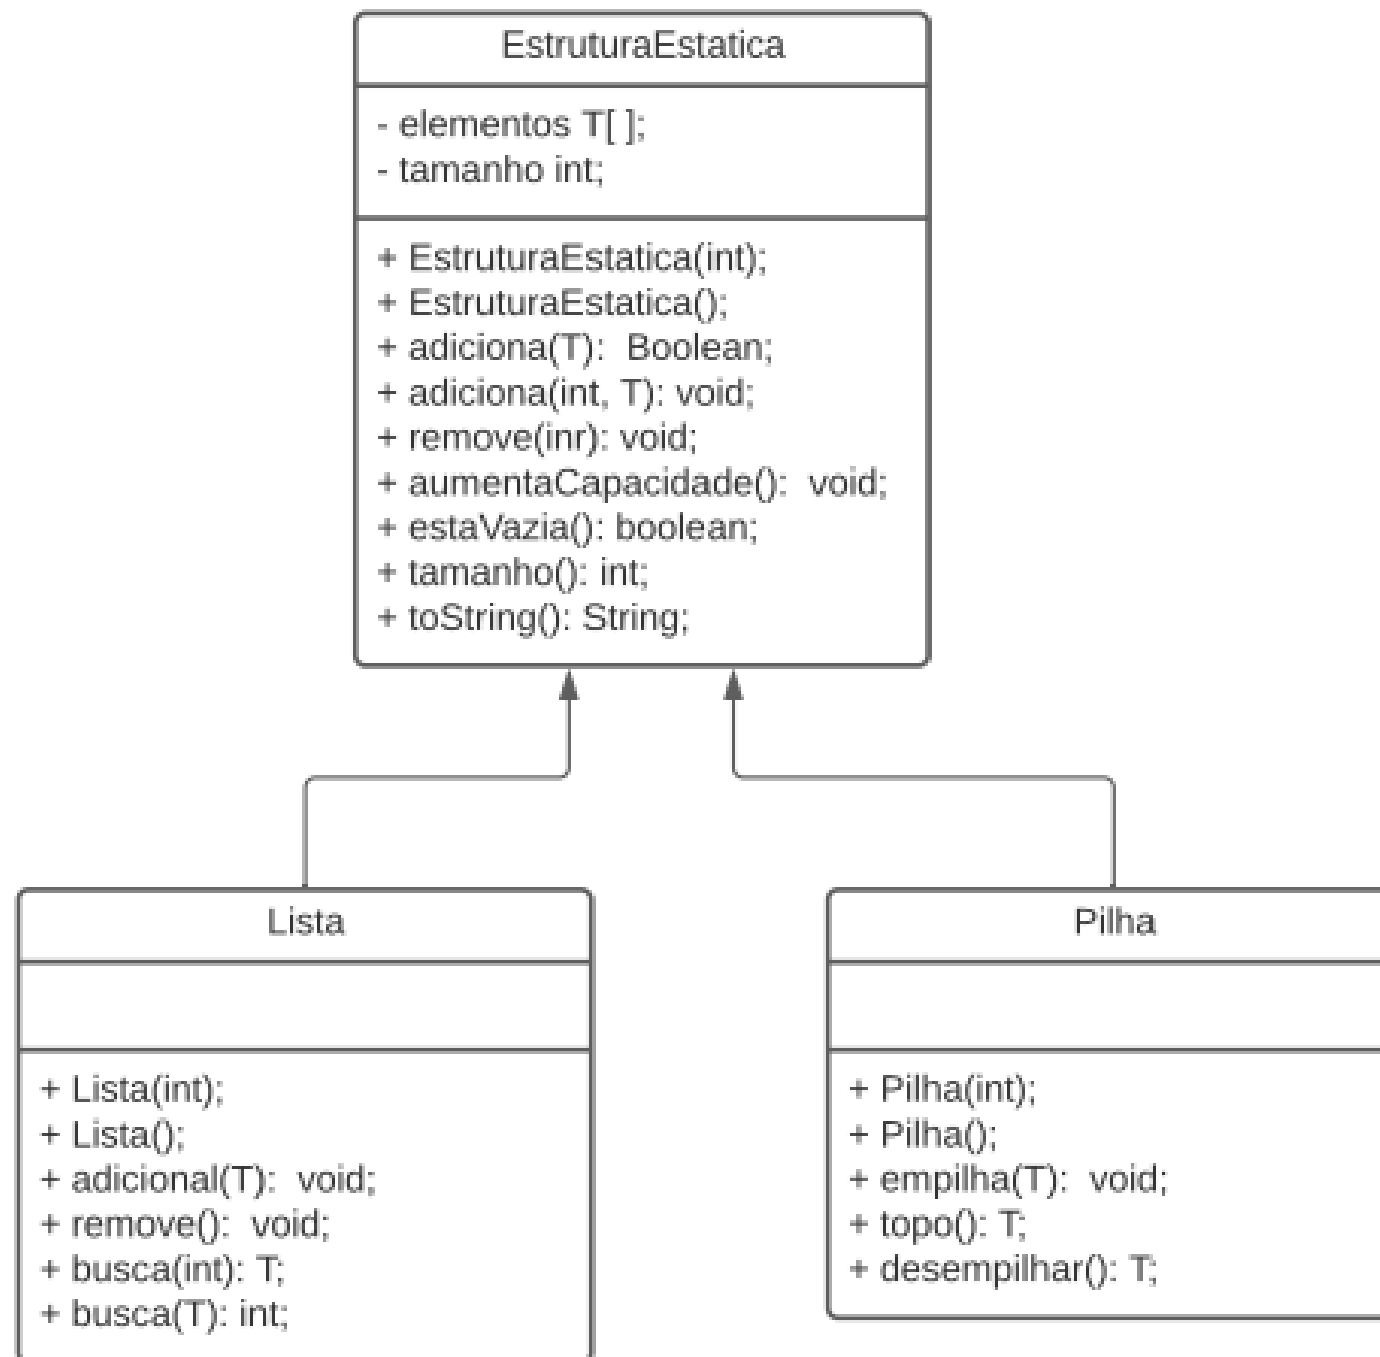 EstruturaEstatica
- elementos T[ ];
- tamanho int;
+ EstruturaEstatica(int);
+ EstruturaEstatica();
+ adiciona(T):  Boolean;
+ adiciona(int, T): void;
+ remove(inr): void;
+ aumentaCapacidade():  void;
+ estaVazia(): boolean;
+ tamanho(): int;
+ toString(): String;
Lista
+ Lista(int);
+ Lista();
+ adicional(T):  void;
+ remove():  void;
+ busca(int): T;
+ busca(T): int;
Pilha
+ Pilha(int);
+ Pilha();
+ empilha(T):  void;
+ topo(): T;
+ desempilhar(): T;